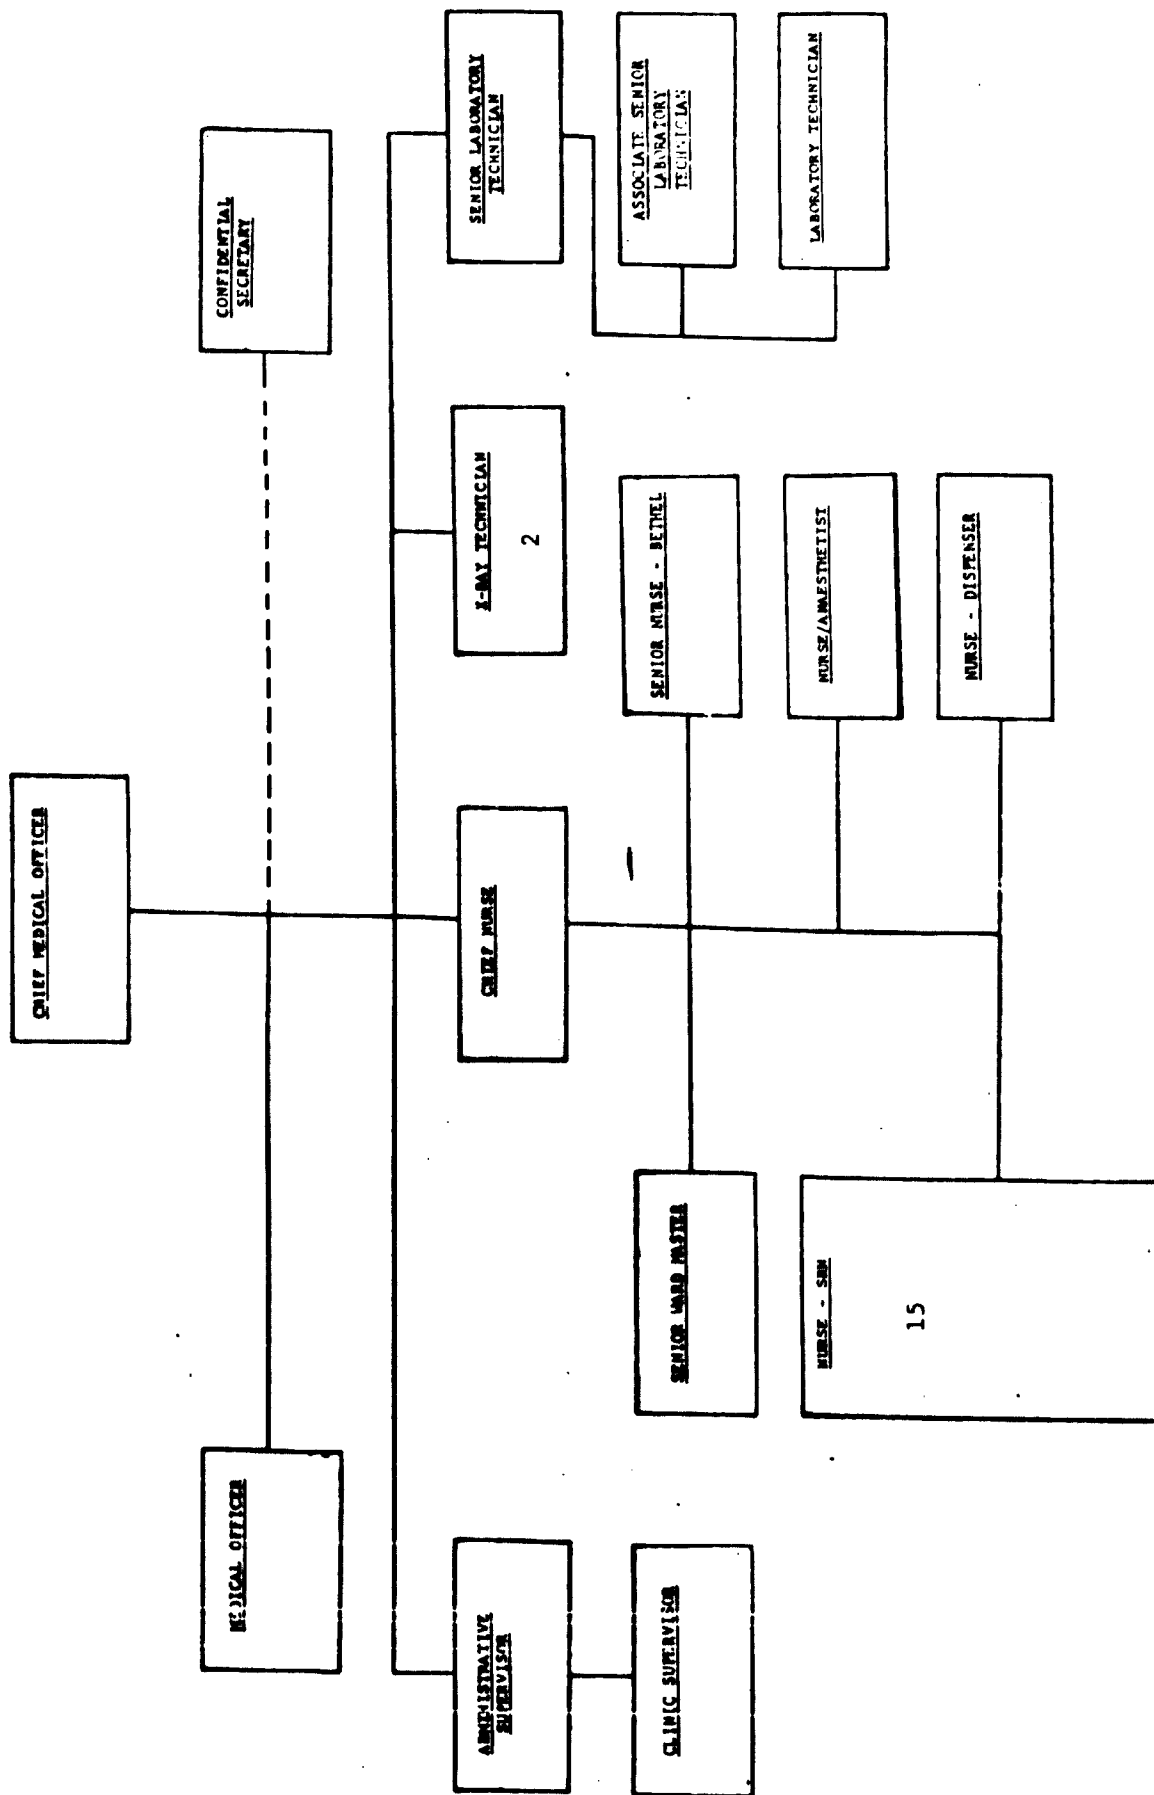 CHIEF MEDICAL OFFICER
MEDICAL OFFICER
CONFIDENTIAL
SECRETARY
ADMINISTRATIVE
SUPERVISOR
CHIEF NURSE
X-RAY TECHNICIAN
2
SENIOR LABORATORY
TECHNICIAN
CLINIC SUPERVISOR
SENIOR WARD MASTER
SENIOR NURSE - BETHEL
ASSOCIATE SENIOR
LABORATORY
TECHNICIAN
NURSE - SHM
15
NURSE/ANAESTHETIST
LABORATORY TECHNICIAN
NURSE - DISPENSER